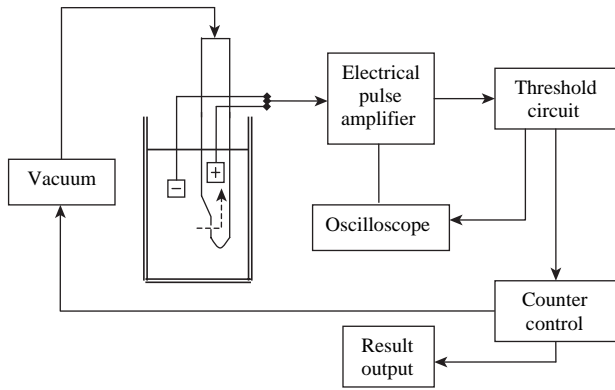 Electrical
pulse
amplifier
Threshold
circuit
Vacuum
−
+
Oscilloscope
Counter
control
Result
output